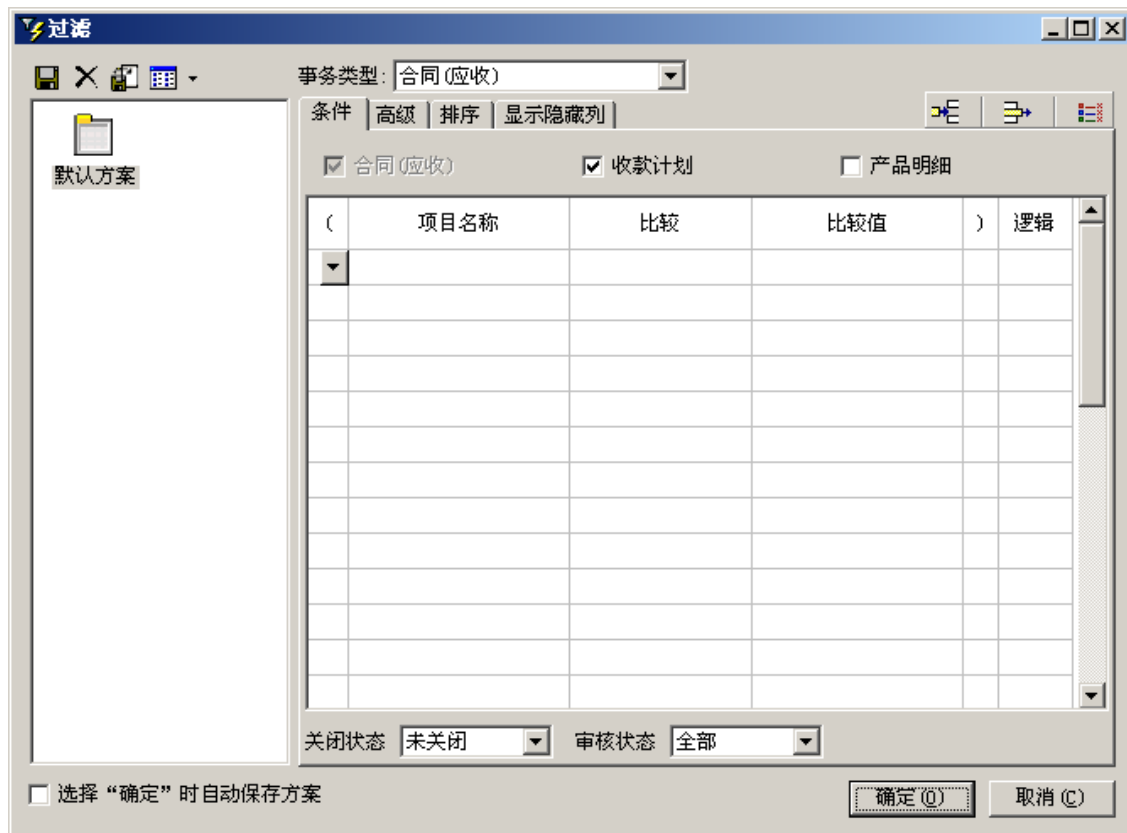 过滤
事务类型: 合同(应收)
条件 高级 排序 显示隐藏列
默认方案
合同(应收) 收款计划 产品明细
( 项目名称 比较 比较值 ) 逻辑
关闭状态 未关闭 审核状态 全部
选择“确定”时自动保存方案 确定(O) 取消(C)